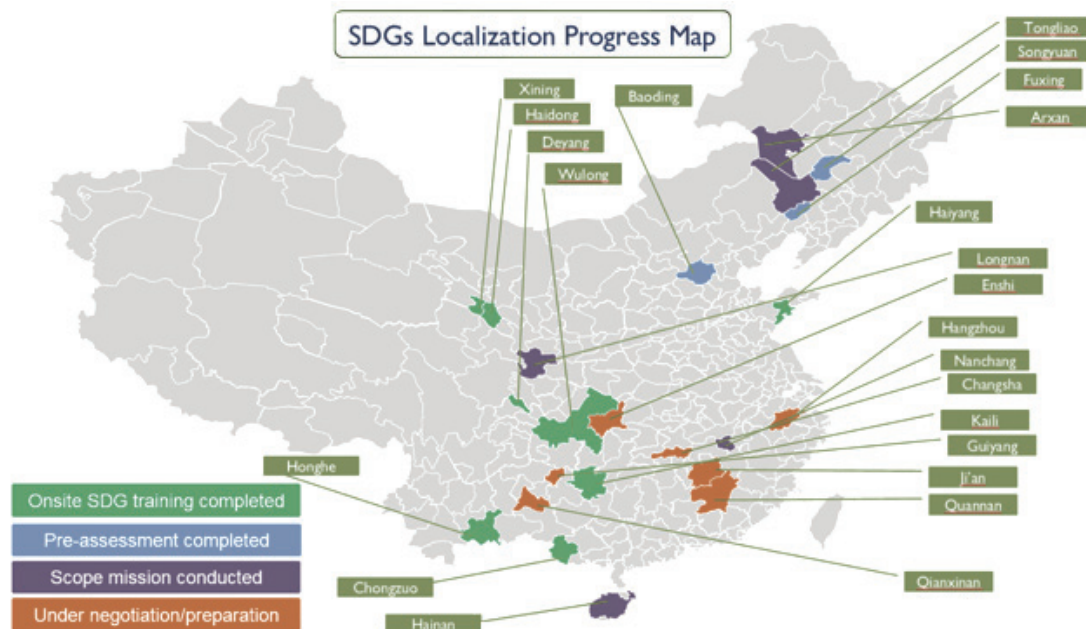 SDGs Localization Progress Map
Tongliao
Songyuan
Fuxing
Arxan
Xining
Haidong
Deyang
Wulong
Baoding
Haiyang
Longnan
Enshi
Hangzhou
Nanchang
Changsha
Kaili
Guiyang
Ji'an
Quannan
Honghe
Onsite SDG training completed
Pre-assessment completed
Scope mission conducted
Under negotiation/preparation
Chongzuo
Hainan
Qianxinan